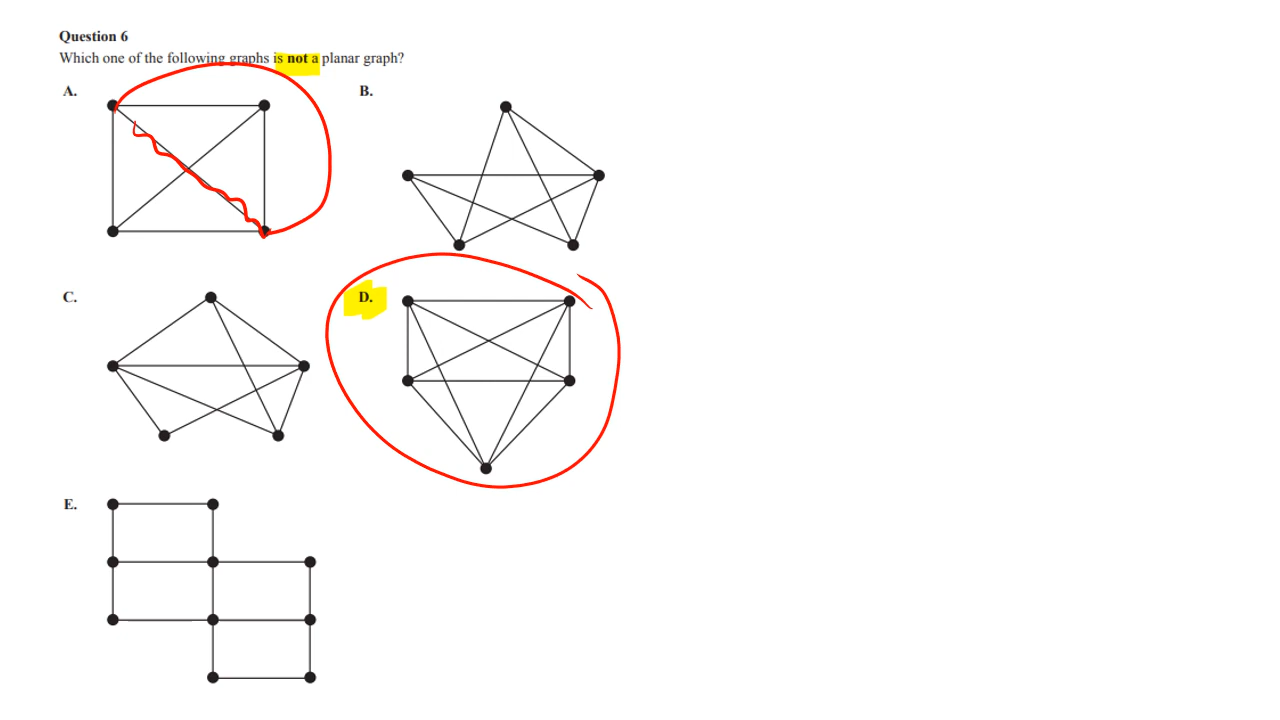 Question 6
Which one of the following graphs is not a planar graph?
A.
B.
C.
D.
E.